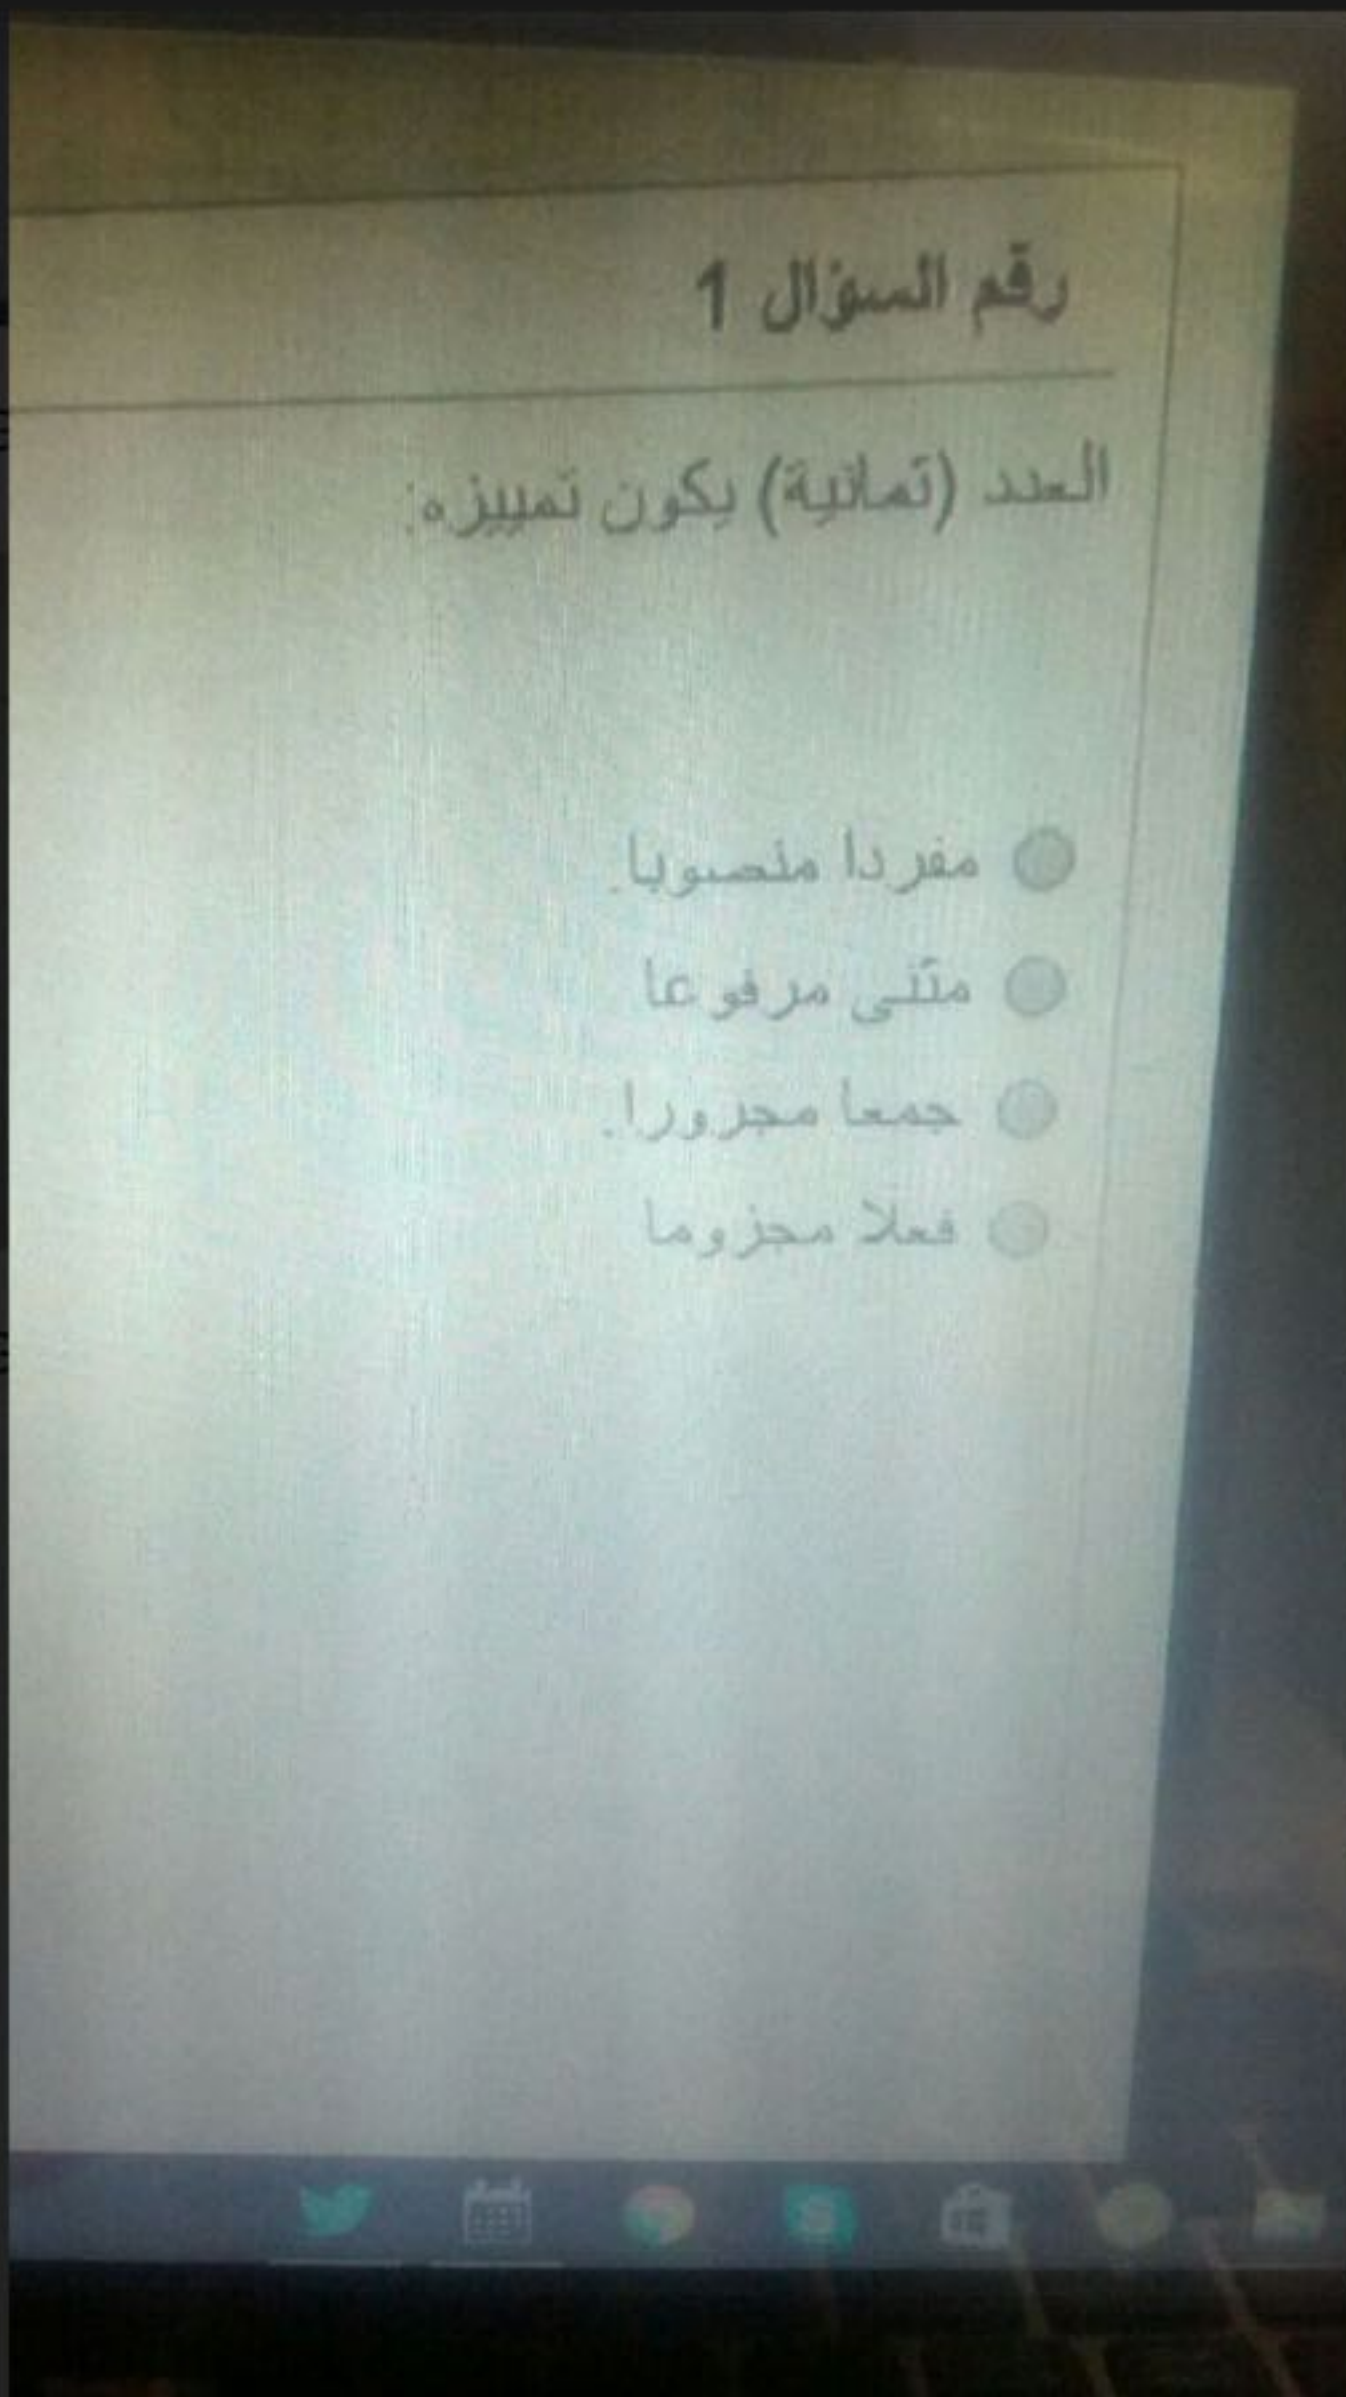 رقم السؤال 1
العدد (ثمانية) يكون تمييزه:
مفردا منصوبا.
مثنى مرفوعا
جمعا مجرورا.
فعلا مجزوما